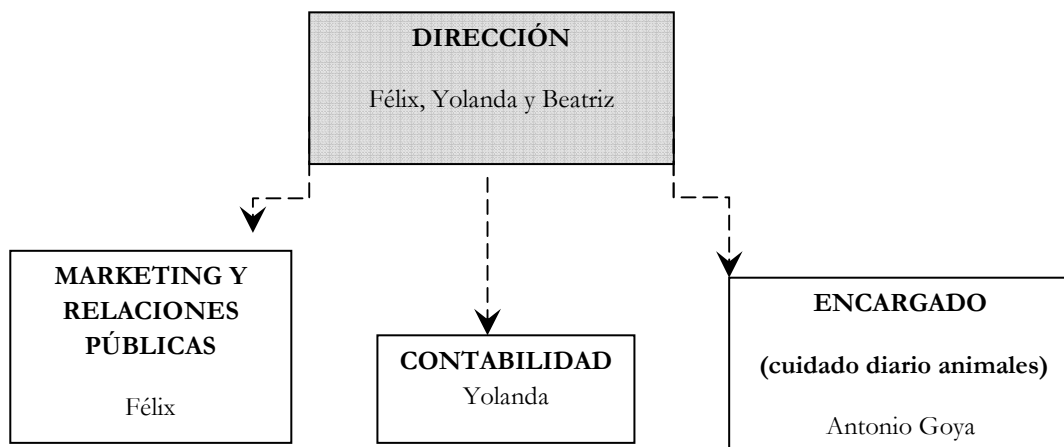 DIRECCIÓN
Félix, Yolanda y Beatriz
MARKETING Y
RELACIONES
PÚBLICAS
Félix
CONTABILIDAD
Yolanda
ENCARGADO
(cuidado diario animales)
Antonio Goya